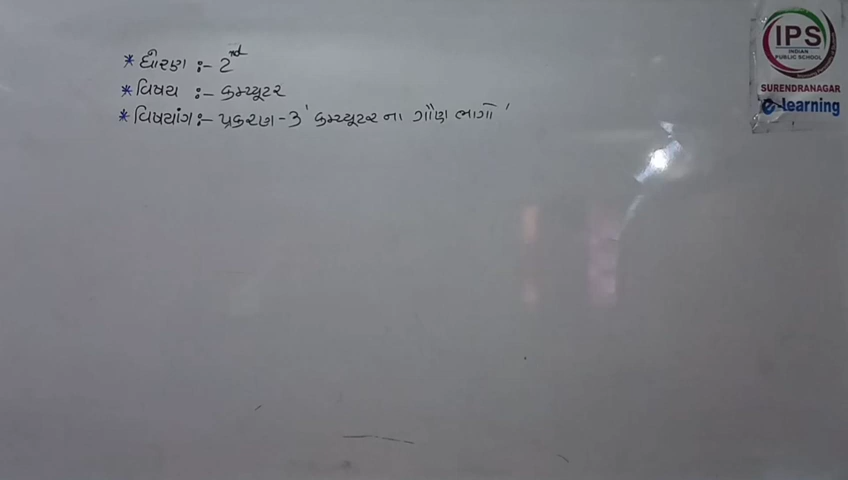 * ધોરણ :- 2nd
* વિષય :- કમ્પ્યૂટર
* વિષયાંગ :- પ્રકરણ - 3 ' કમ્પ્યૂટર ના ગૌણ ભાગો '
IPS
INDIAN
PUBLIC SCHOOL
SURENDRANAGAR
e-learning